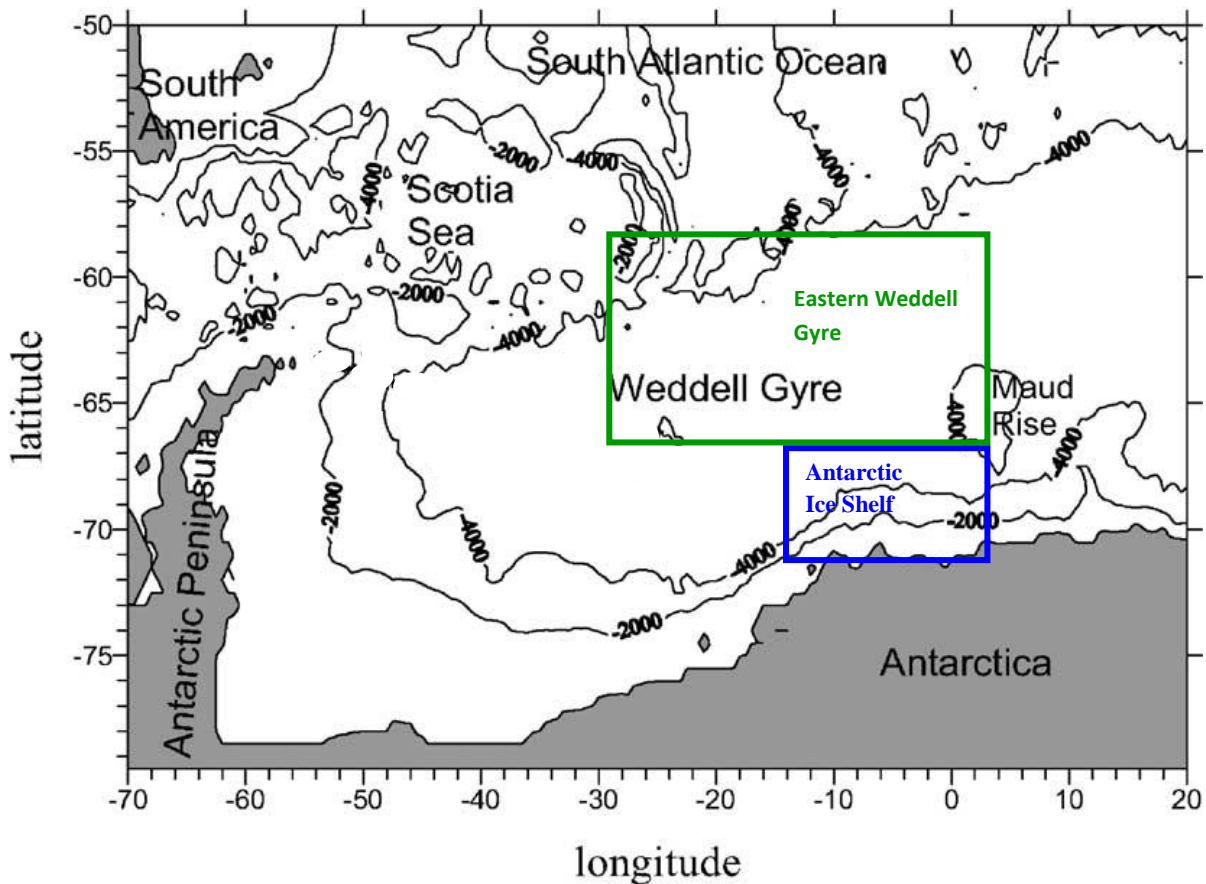 -50
-55
-60
-65
-70
-75
latitude
South
America
South Atlantic Ocean
-2000
-4000
-4000
-4000
-4000
Scotia
Sea
-4000
-2000
-2000
-2000
-4000
Eastern Weddell
Gyre
Weddell Gyre
Maud
Rise
4000
-4000
Antarctic
Ice Shelf
-2000
-2000
-4000
-4000
-2000
Antarctic Peninsula
Antarctica
-70 -60 -50 -40 -30 -20 -10 0 10 20
longitude